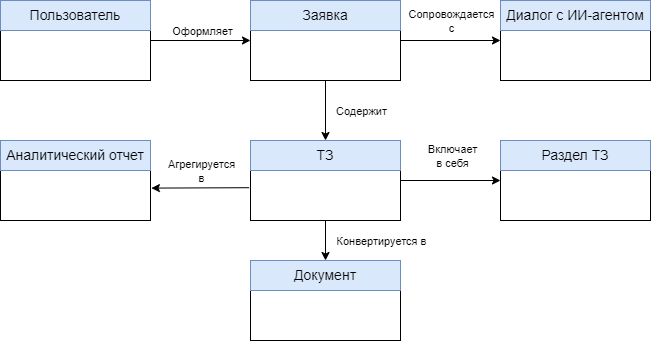 Пользователь
Оформляет
Заявка
Сопровождается
с
Диалог с ИИ-агентом
Содержит
Аналитический отчет
Агрегируется
в
ТЗ
Включает
в себя
Раздел ТЗ
Конвертируется в
Документ